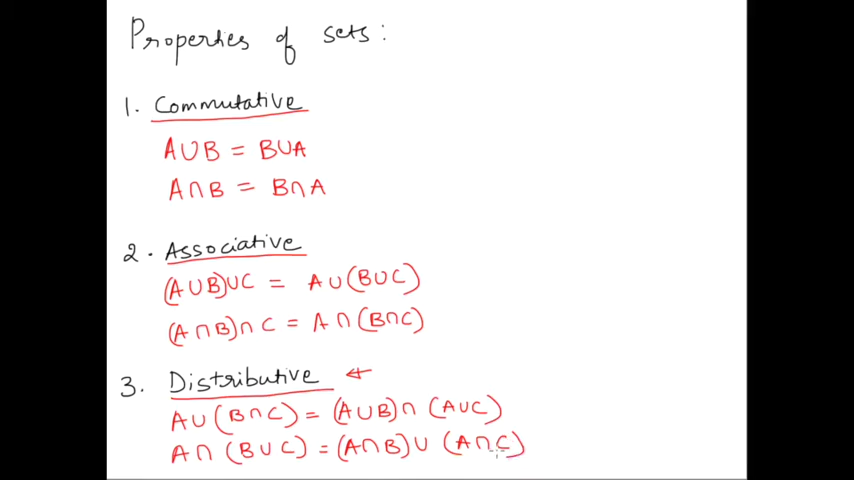 Properties of sets:
1. Commutative
A∪B = B∪A
A∩B = B∩A
2. Associative
(A∪B)∪C = A∪(B∪C)
(A∩B)∩C = A∩(B∩C)
3. Distributive ←
A∪(B∩C) = (A∪B)∩(A∪C)
A∩(B∪C) = (A∩B)∪(A∩C)